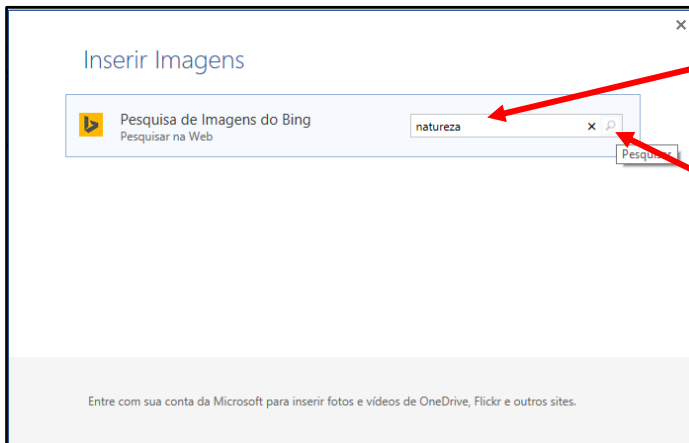 Inserir Imagens
Pesquisa de Imagens do Bing
Pesquisar na Web
natureza
Pesquisar
Entre com sua conta da Microsoft para inserir fotos e vídeos de OneDrive, Flickr e outros sites.